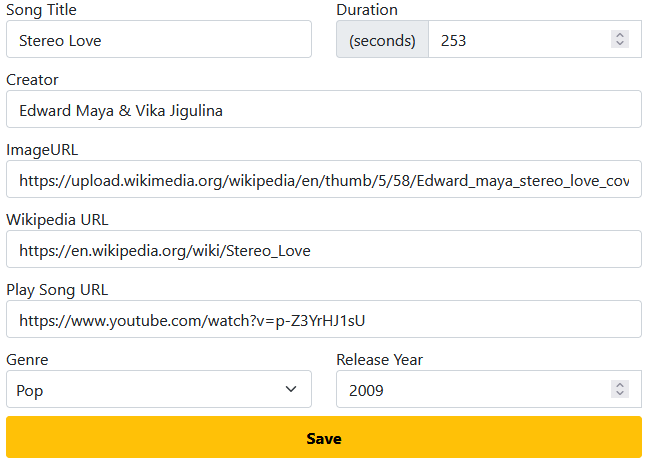 Song Title Duration
Stereo Love (seconds) 253
Creator
Edward Maya & Vika Jigulina
ImageURL
https://upload.wikimedia.org/wikipedia/en/thumb/5/58/Edward_maya_stereo_love_cov
Wikipedia URL
https://en.wikipedia.org/wiki/Stereo_Love
Play Song URL
https://www.youtube.com/watch?v=p-Z3YrHJ1sU
Genre Release Year
Pop 2009
Save